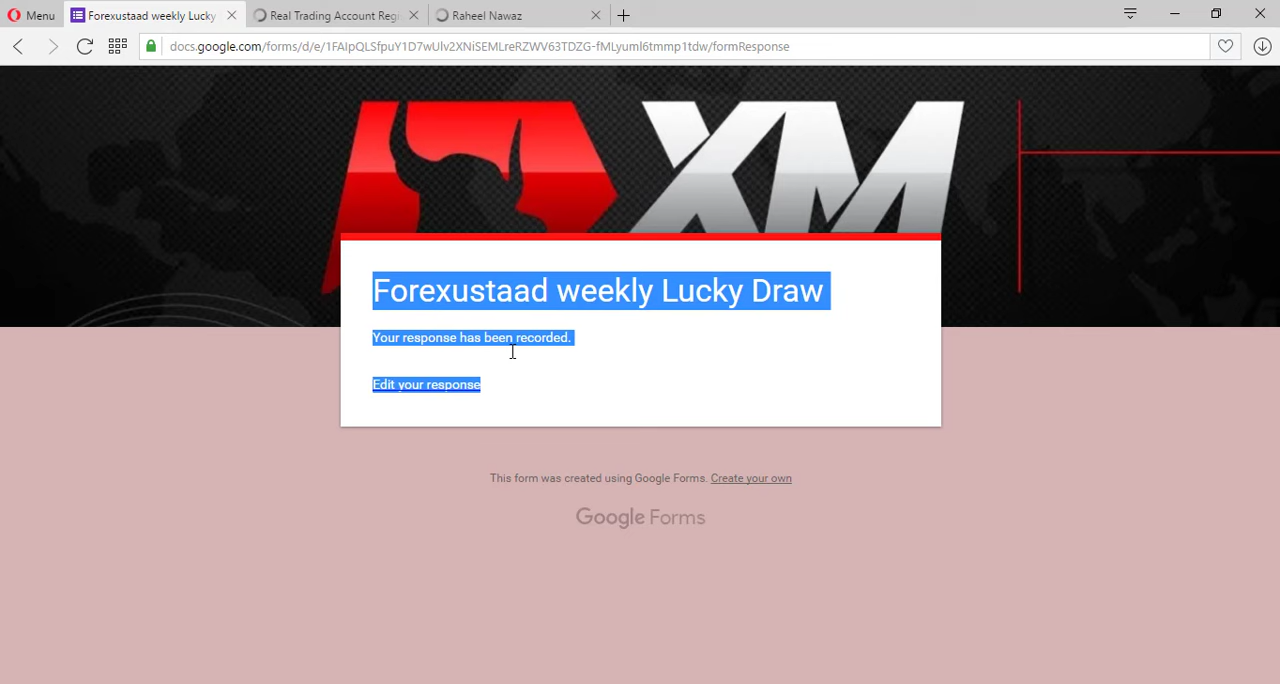 Menu
Forexustaad weekly Lucky
Real Trading Account Regi
Raheel Nawaz
docs.google.com/forms/d/e/1FAIpQLSfpuY1D7wUlv2XNiSEMLreRZWV63TDZG-fMLyuml6tmmp1tdw/formResponse
XM
Forexustaad weekly Lucky Draw
Your response has been recorded.
Edit your response
This form was created using Google Forms. Create your own
Google Forms